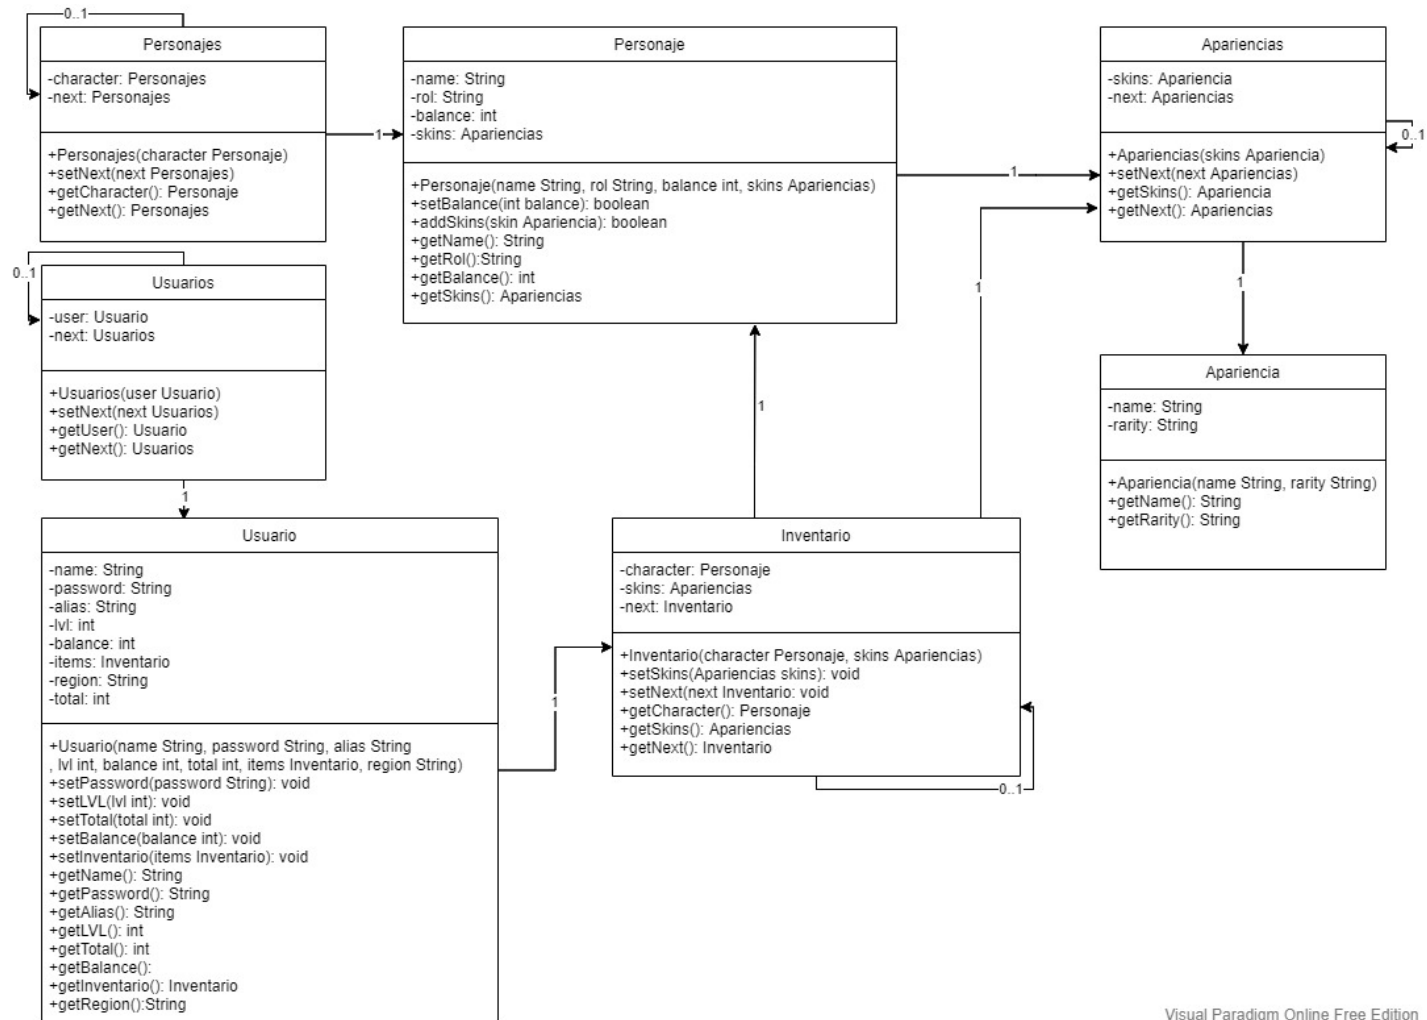 0..1
Personajes
-character: Personajes
-next: Personajes
+Personajes(character Personaje)
+setNext(next Personajes)
+getCharacter(): Personaje
+getNext(): Personajes
1
Personaje
-name: String
-rol: String
-balance: int
-skins: Apariencias
+Personaje(name String, rol String, balance int, skins Apariencias)
+setBalance(int balance): boolean
+addSkins(skin Apariencia): boolean
+getName(): String
+getRol():String
+getBalance(): int
+getSkins(): Apariencias
1
Apariencias
-skins: Apariencia
-next: Apariencias
+Apariencias(skins Apariencia)
+setNext(next Apariencias)
+getSkins(): Apariencia
+getNext(): Apariencias
0..1
0..1
Usuarios
-user: Usuario
-next: Usuarios
+Usuarios(user Usuario)
+setNext(next Usuarios)
+getUser(): Usuario
+getNext(): Usuarios
1
1
1
1
Apariencia
-name: String
-rarity: String
+Apariencia(name String, rarity String)
+getName(): String
+getRarity(): String
Usuario
-name: String
-password: String
-alias: String
-lvl: int
-balance: int
-items: Inventario
-region: String
-total: int
+Usuario(name String, password String, alias String
, lvl int, balance int, total int, items Inventario, region String)
+setPassword(password String): void
+setLVL(lvl int): void
+setTotal(total int): void
+setBalance(balance int): void
+setInventario(items Inventario): void
+getName(): String
+getPassword(): String
+getAlias(): String
+getLVL(): int
+getTotal(): int
+getBalance():
+getInventario(): Inventario
+getRegion():String
1
Inventario
-character: Personaje
-skins: Apariencias
-next: Inventario
+Inventario(character Personaje, skins Apariencias)
+setSkins(Apariencias skins): void
+setNext(next Inventario: void
+getCharacter(): Personaje
+getSkins(): Apariencias
+getNext(): Inventario
0..1
Visual Paradigm Online Free Edition